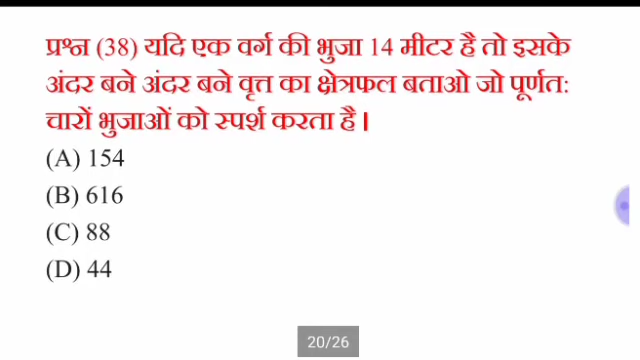 प्रश्न (38) यदि एक वर्ग की भुजा 14 मीटर है तो इसके
अंदर बने अंदर बने वृत्त का क्षेत्रफल बताओ जो पूर्णत:
चारों भुजाओं को स्पर्श करता है।
(A) 154
(B) 616
(C) 88
(D) 44
20/26